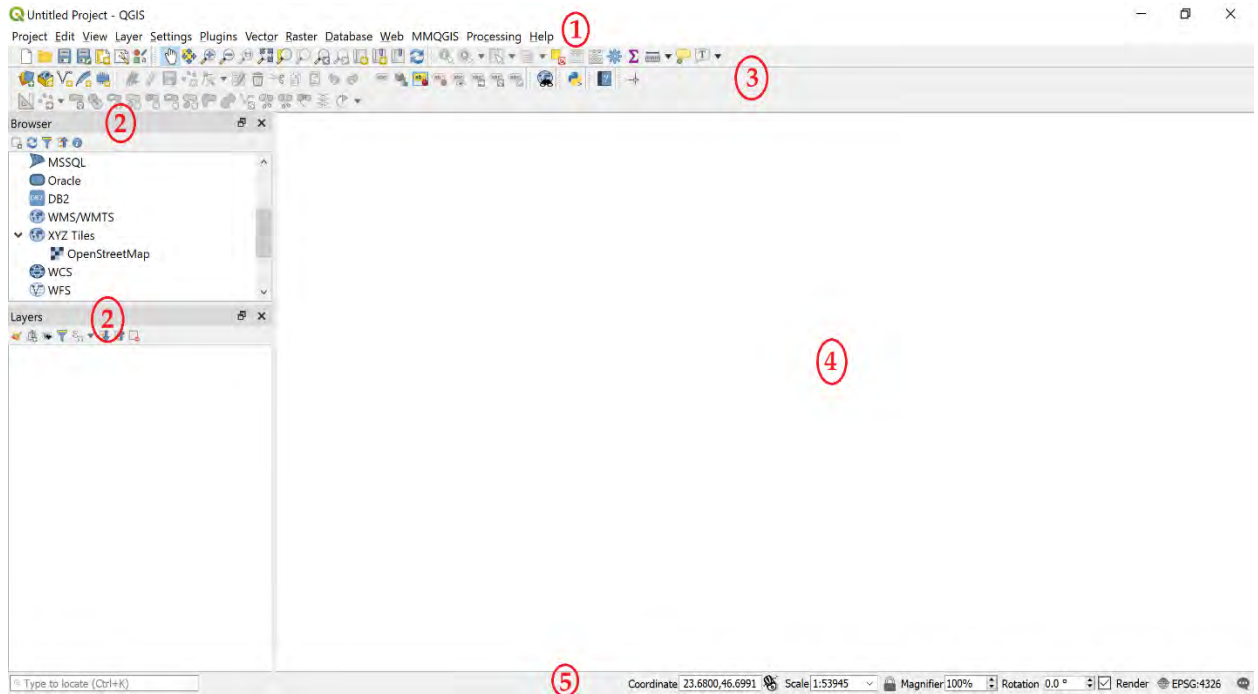 Untitled Project - QGIS
Project Edit View Layer Settings Plugins Vector Raster Database Web MMQGIS Processing Help
1
3
2
Browser
MSSQL
Oracle
DB2
WMS/WMTS
XYZ Tiles
OpenStreetMap
WCS
WFS
2
Layers
4
5
Type to locate (Ctrl+K)
Coordinate 23.6800,46.6991 Scale 1:53945 Magnifier 100% Rotation 0.0 ° Render EPSG:4326